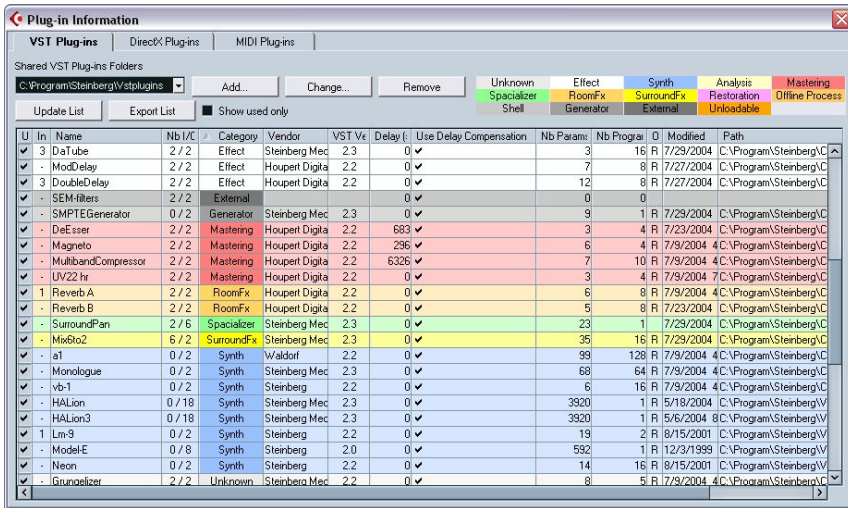 Plug-in Information
VST Plug-ins DirectX Plug-ins MIDI Plug-ins
Shared VST Plug-ins Folders
C:\Program\Steinberg\Vstplugins Add... Change... Remove
Update List Export List Show used only
Unknown Effect Synth Analysis Mastering
Spacializer RoomFx SurroundFx Restoration Offline Process
Shell Generator External Unloadable
U In Name Nb I/C Category Vendor VST Ve Delay (: Use Delay Compensation Nb Param: Nb Progra O Modified Path
3 DaTube 2 / 2 Effect Steinberg Med 2.3 0 3 16 R 7/29/2004 C:\Program\Steinberg\C
- ModDelay 2 / 2 Effect Houpert Digita 2.2 0 7 8 R 7/27/2004 C:\Program\Steinberg\C
3 DoubleDelay 2 / 2 Effect Houpert Digita 2.2 0 12 8 R 7/27/2004 C:\Program\Steinberg\C
- SEM-filters 2 / 2 External 0 0 0
- SMPTEGenerator 0 / 2 Generator Steinberg Med 2.3 0 9 1 R 7/29/2004 C:\Program\Steinberg\C
- DeEsser 2 / 2 Mastering Houpert Digita 2.2 683 3 4 R 7/23/2004 C:\Program\Steinberg\C
- Magneto 2 / 2 Mastering Houpert Digita 2.2 296 6 4 R 7/9/2004 4 C:\Program\Steinberg\C
- MultibandCompressor 2 / 2 Mastering Houpert Digita 2.2 6326 7 10 R 7/9/2004 4 C:\Program\Steinberg\C
- UV22 hr 2 / 2 Mastering Houpert Digita 2.2 0 3 4 R 7/9/2004 7 C:\Program\Steinberg\C
1 Reverb A 2 / 2 RoomFx Houpert Digita 2.2 0 6 8 R 7/9/2004 4 C:\Program\Steinberg\C
- Reverb B 2 / 2 RoomFx Houpert Digita 2.2 0 5 8 R 7/23/2004 C:\Program\Steinberg\C
- SurroundPan 2 / 6 Spacializer Steinberg Med 2.3 0 23 1 7/29/2004 C:\Program\Steinberg\C
- Mix6to2 6 / 2 SurroundFx Steinberg Med 2.3 0 35 16 R 7/29/2004 C:\Program\Steinberg\C
- a1 0 / 2 Synth Waldorf 2.2 0 99 128 R 7/9/2004 4 C:\Program\Steinberg\C
- Monologue 0 / 2 Synth Steinberg Med 2.3 0 68 64 R 7/9/2004 4 C:\Program\Steinberg\C
- vb-1 0 / 2 Synth Steinberg 2.2 0 6 16 R 7/9/2004 4 C:\Program\Steinberg\C
- HALion 0 / 18 Synth Steinberg Med 2.3 0 3920 1 R 5/18/2004 C:\Program\Steinberg\V
- HALion3 0 / 18 Synth Steinberg Med 2.3 0 3920 1 R 5/6/2004 8 C:\Program\Steinberg\V
1 Lm-9 0 / 2 Synth Steinberg 2.2 0 19 2 R 8/15/2001 C:\Program\Steinberg\V
- Model-E 0 / 8 Synth Steinberg 2.0 0 592 1 R 12/3/1999 C:\Program\Steinberg\V
- Neon 0 / 2 Synth Steinberg 2.2 0 14 16 R 8/15/2001 C:\Program\Steinberg\V
- Grungelizer 2 / 2 Unknown Steinberg Med 2.2 0 8 5 R 7/9/2004 4 C:\Program\Steinberg\C